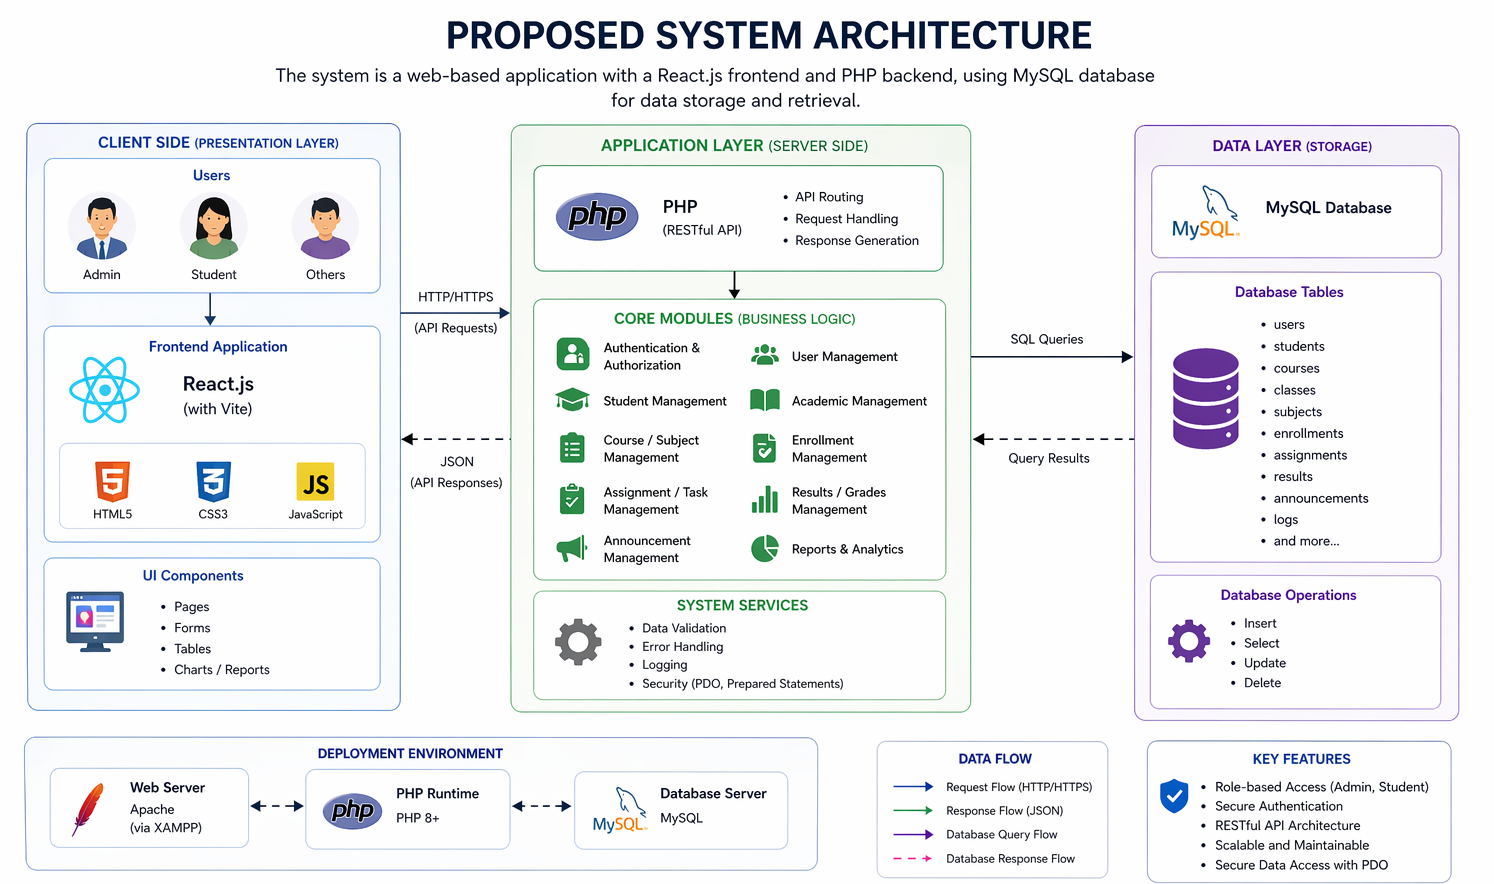 PROPOSED SYSTEM ARCHITECTURE
The system is a web-based application with a React.js frontend and PHP backend, using MySQL database
for data storage and retrieval.
CLIENT SIDE (PRESENTATION LAYER)
Users
Admin
Student
Others
Frontend Application
React.js
(with Vite)
HTML5
CSS3
JS
JavaScript
UI Components
• Pages
• Forms
• Tables
• Charts / Reports
HTTP/HTTPS
(API Requests)
JSON
(API Responses)
APPLICATION LAYER (SERVER SIDE)
php
PHP
(RESTful API)
• API Routing
• Request Handling
• Response Generation
CORE MODULES (BUSINESS LOGIC)
Authentication &
Authorization
User Management
Student Management
Academic Management
Course / Subject
Management
Enrollment
Management
Assignment / Task
Management
Results / Grades
Management
Announcement
Management
Reports & Analytics
SYSTEM SERVICES
• Data Validation
• Error Handling
• Logging
• Security (PDO, Prepared Statements)
SQL Queries
Query Results
DATA LAYER (STORAGE)
MySQL
MySQL Database
Database Tables
• users
• students
• courses
• classes
• subjects
• enrollments
• assignments
• results
• announcements
• logs
• and more...
Database Operations
• Insert
• Select
• Update
• Delete
DEPLOYMENT ENVIRONMENT
Web Server
Apache
(via XAMPP)
php
PHP Runtime
PHP 8+
MySQL
Database Server
MySQL
DATA FLOW
Request Flow (HTTP/HTTPS)
Response Flow (JSON)
Database Query Flow
Database Response Flow
KEY FEATURES
• Role-based Access (Admin, Student)
• Secure Authentication
• RESTful API Architecture
• Scalable and Maintainable
• Secure Data Access with PDO